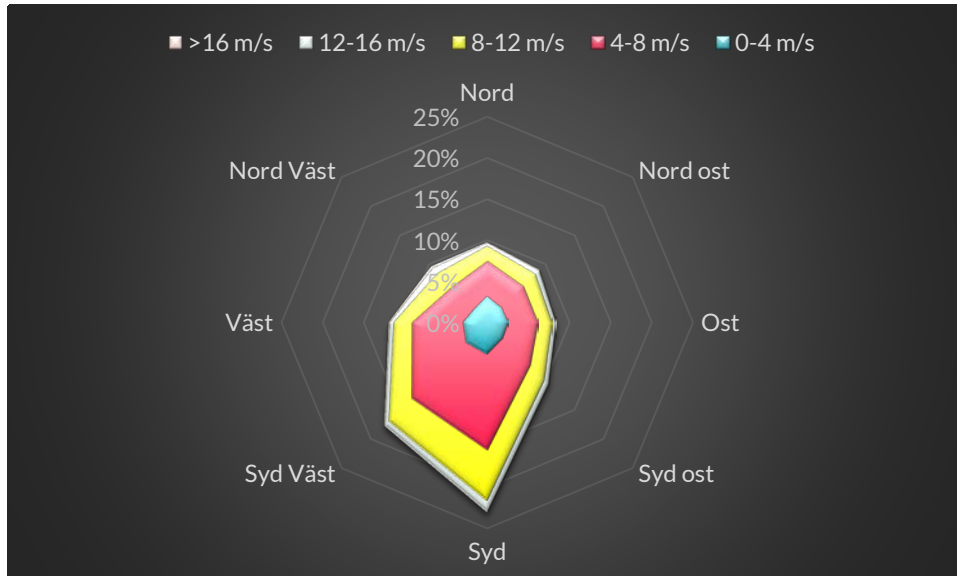 >16 m/s 12-16 m/s 8-12 m/s 4-8 m/s 0-4 m/s
Nord
25%
20%
Nord Väst Nord ost
15%
10%
5%
Väst 0% Ost
Syd Väst Syd ost
Syd